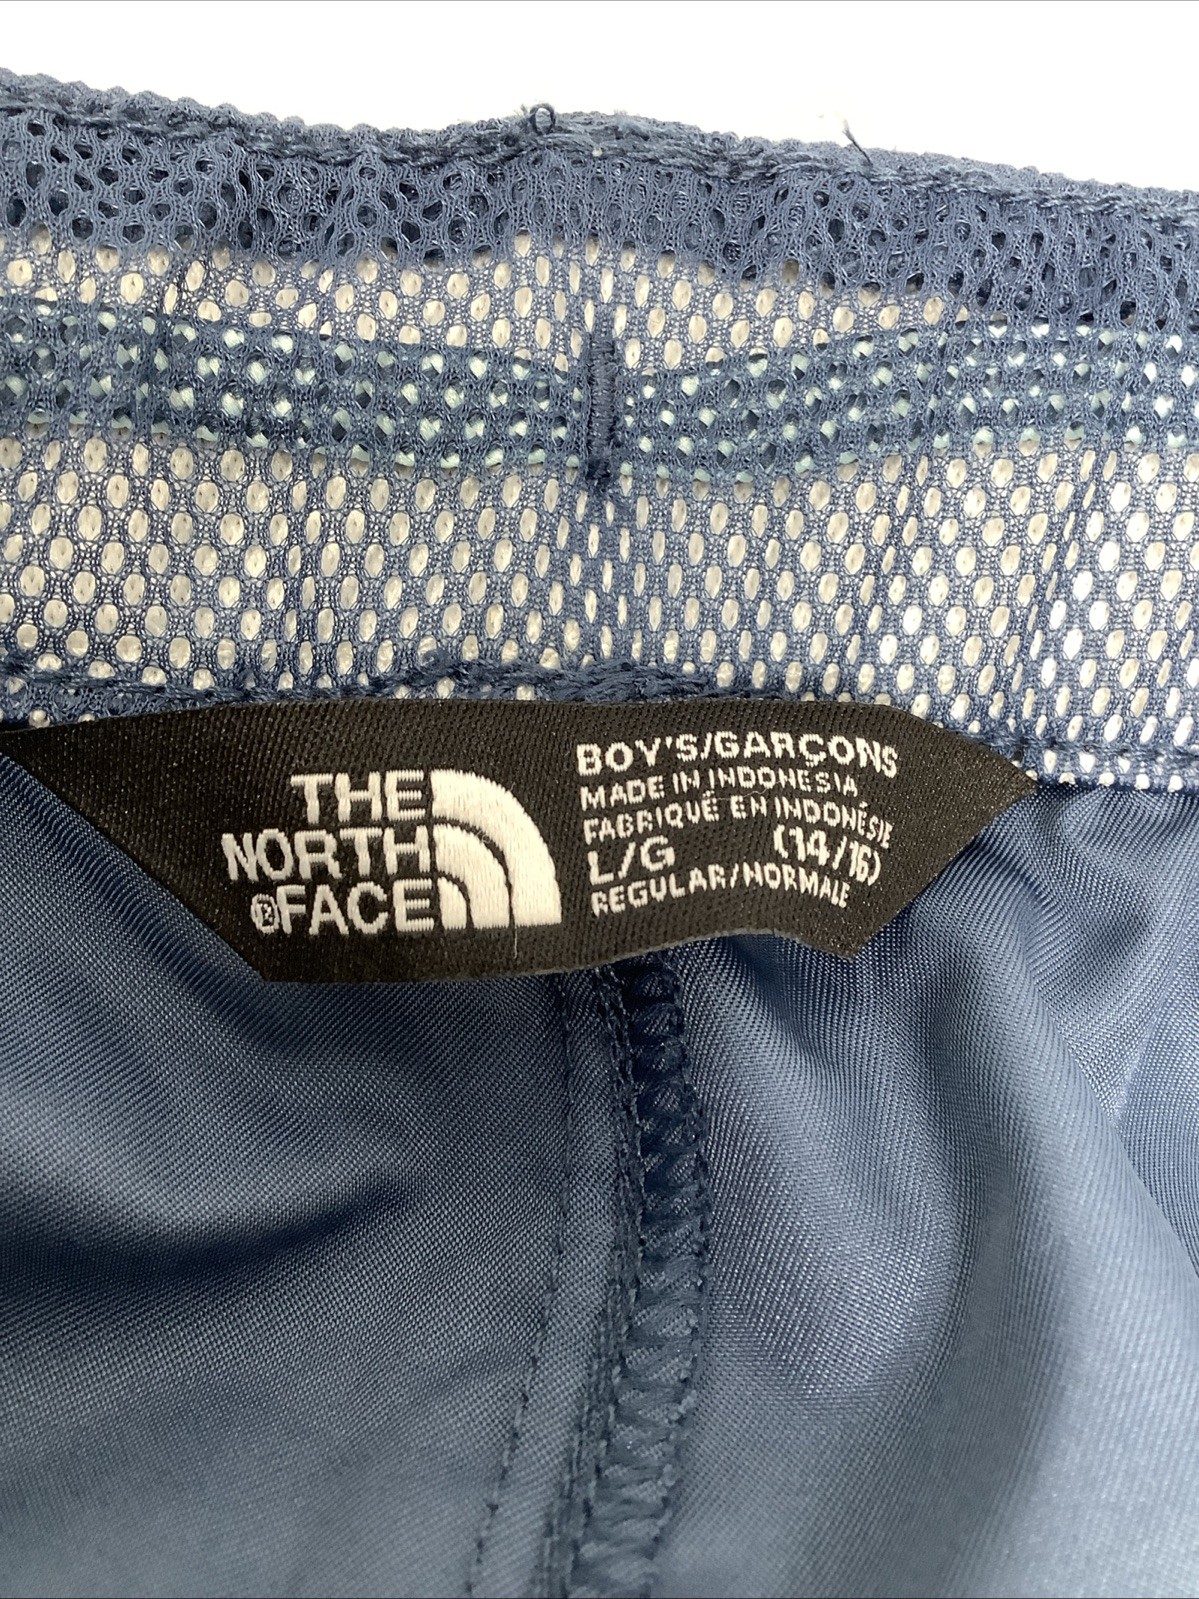 THE
NORTH
®FACE
BOY'S/GARÇONS
MADE IN INDONESIA
FABRIQUÉ EN INDONÉSIE
L/G (14/16)
REGULAR/NORMALE